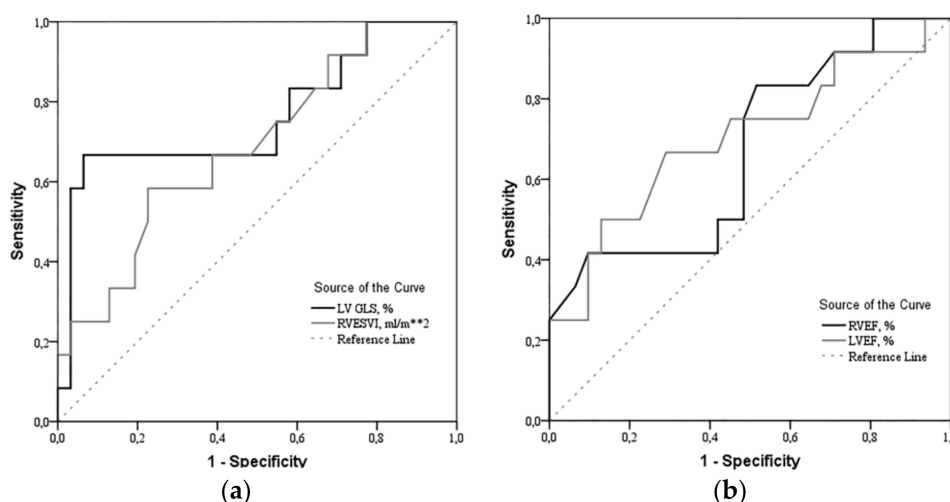 1,0
0,8
0,6
0,4
0,2
0,0
Sensitivity
Source of the Curve
LV GLS, %
RVESVI, ml/m**2
Reference Line
0,0 0,2 0,4 0,6 0,8 1,0
1 - Specificity
(a)
1,0
0,8
0,6
0,4
0,2
0,0
Sensitivity
Source of the Curve
RVEF, %
LVEF, %
Reference Line
0,0 0,2 0,4 0,6 0,8 1,0
1 - Specificity
(b)